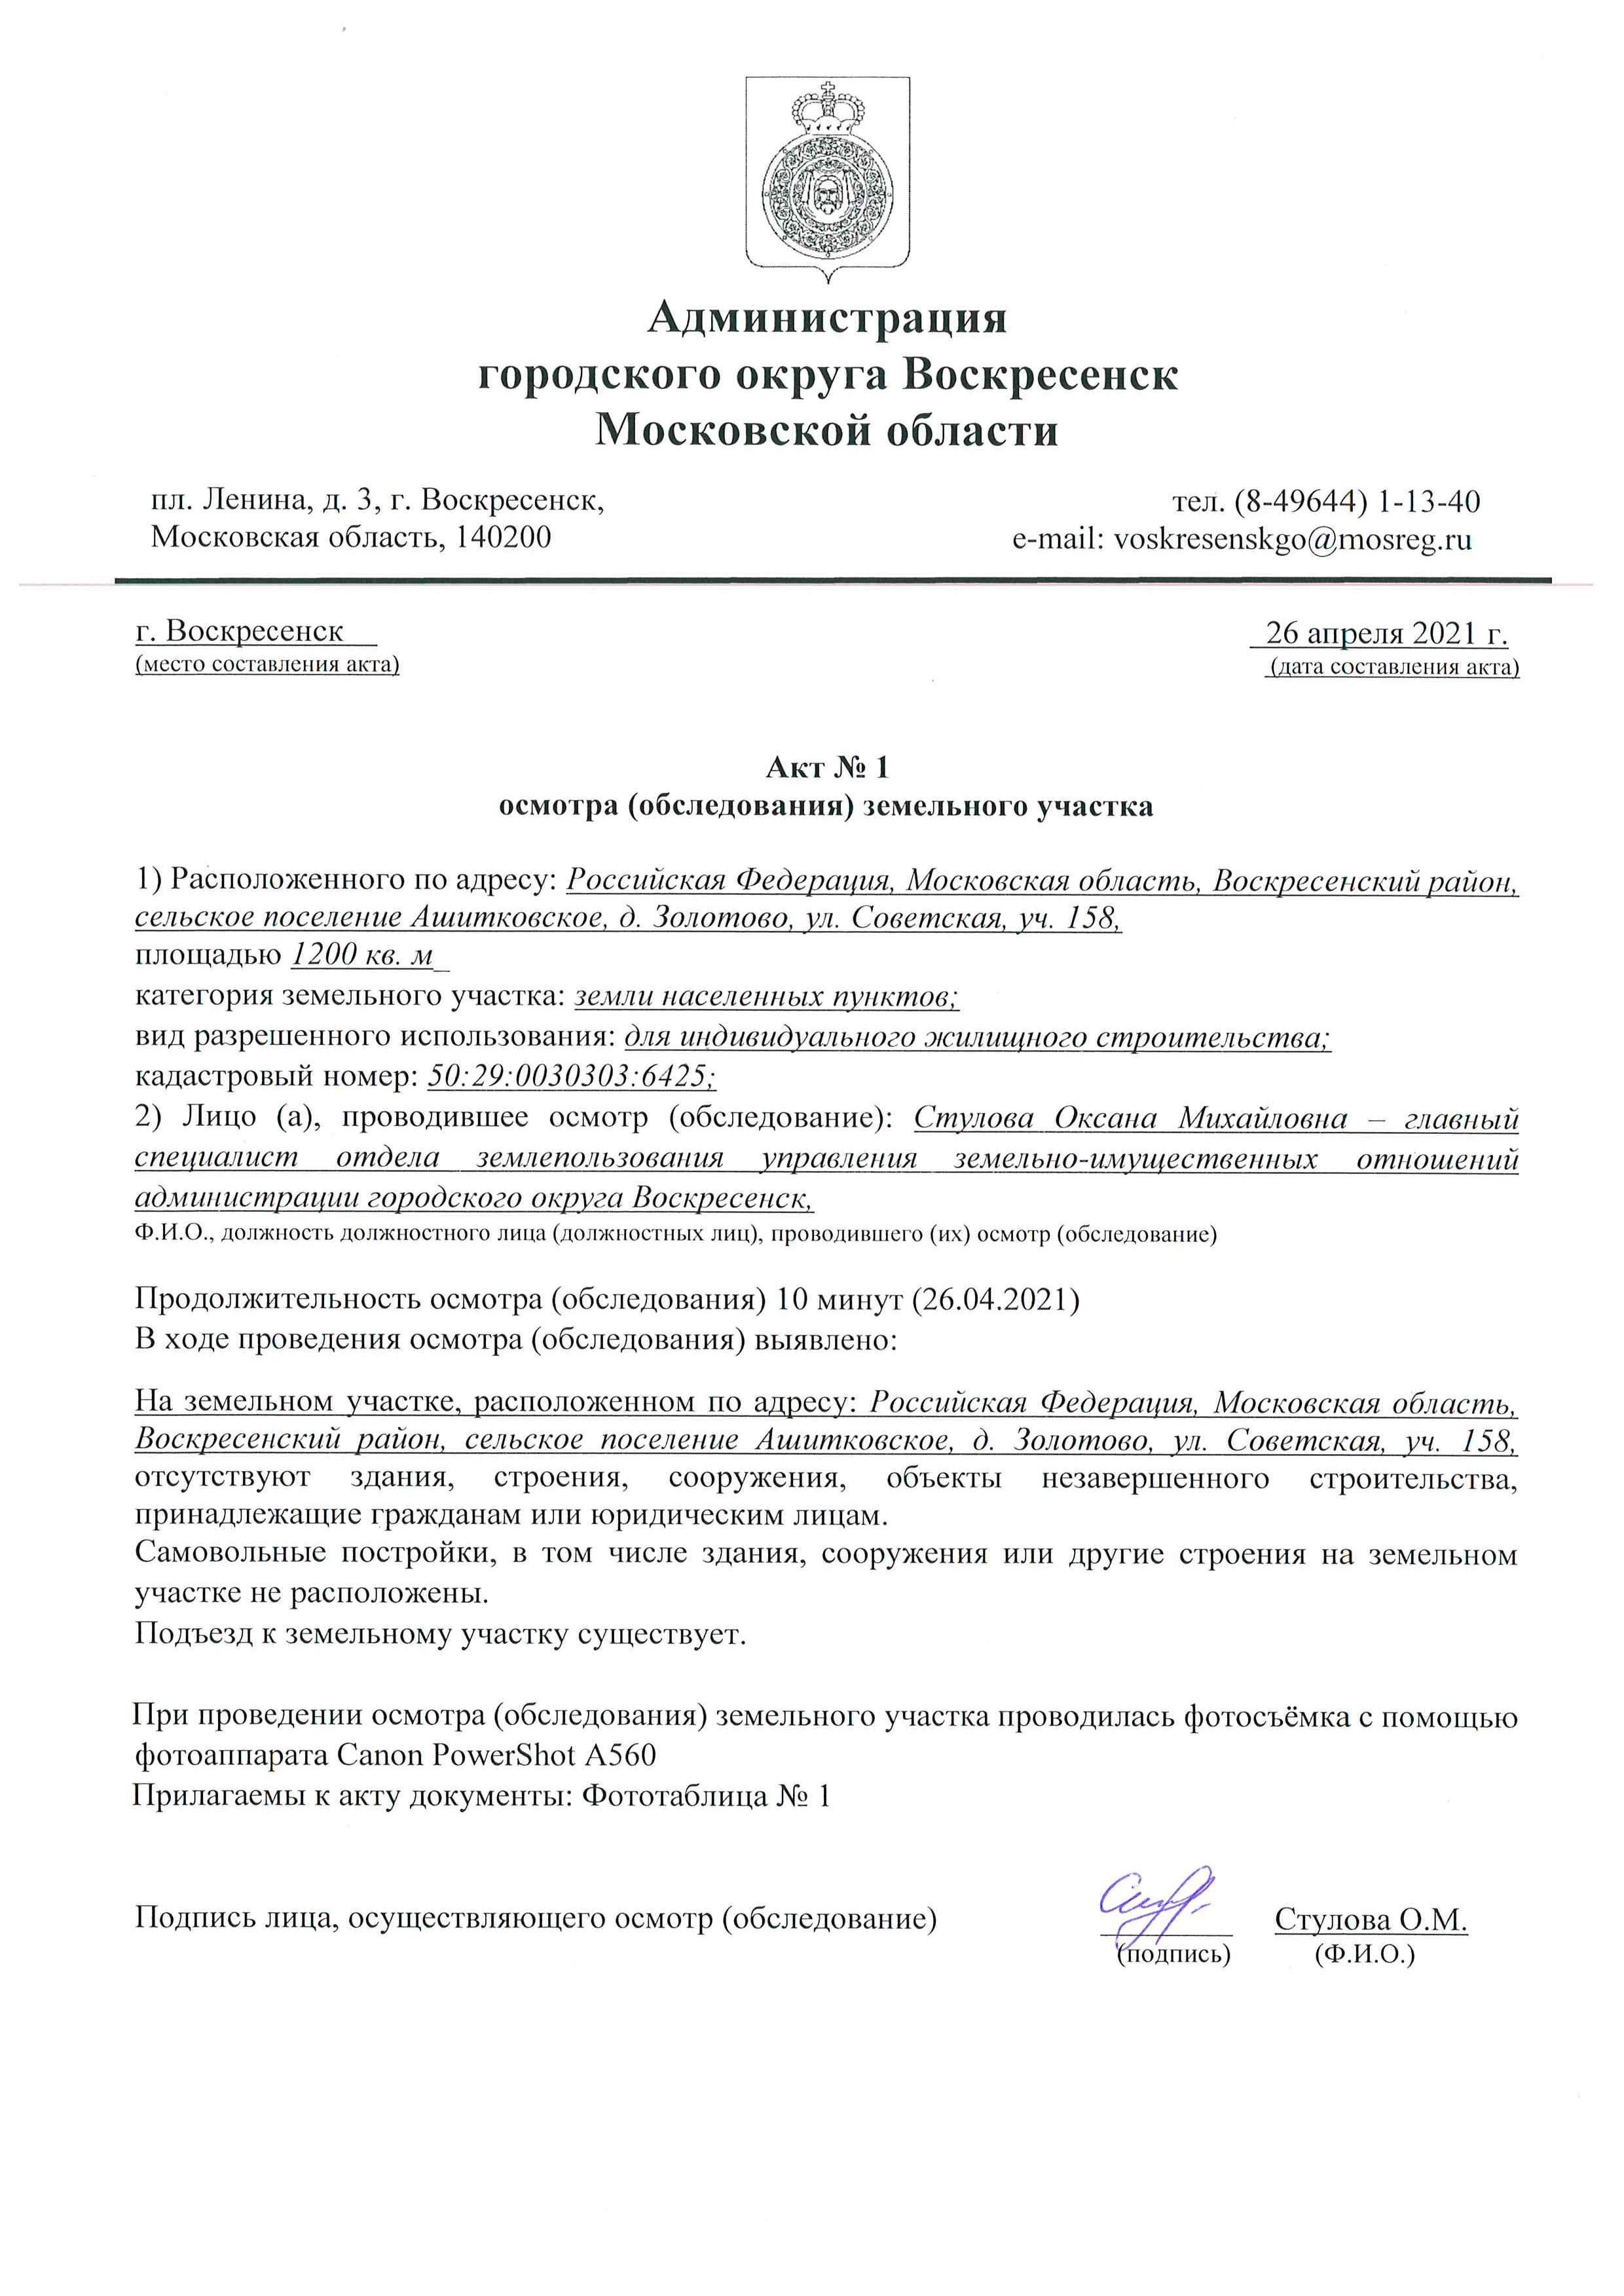 Администрация
городского округа Воскресенск
Московской области
пл. Ленина, д. 3, г. Воскресенск,
тел. (8-49644) 1-13-40
Московская область, 140200
e-mail: voskresenskgo@mosreg.ru
г. Воскресенск
26 апреля 2021 г.
(место составления акта)
(дата составления акта)
Акт № 1
осмотра (обследования) земельного участка
1) Расположенного по адресу: Российская Федерация, Московская область, Воскресенский район,
сельское поселение Ашитковское, д. Золотово, ул. Советская, уч. 158,
площадью 1200 кв. м_
категория земельного участка: земли населенных пунктов;
вид разрешенного использования: для индивидуального жилищного строительства;
кадастровый номер: 50:29:0030303:6425;
2) Лицо (а), проводившее осмотр (обследование): Стулова Оксана Михайловна – главный
специалист отдела землепользования управления земельно-имущественных отношений
администрации городского округа Воскресенск,
Ф.И.О., должность должностного лица (должностных лиц), проводившего (их) осмотр (обследование)
Продолжительность осмотра (обследования) 10 минут (26.04.2021)
В ходе проведения осмотра (обследования) выявлено:
На земельном участке, расположенном по адресу: Российская Федерация, Московская область,
Воскресенский район, сельское поселение Ашитковское, д. Золотово, ул. Советская, уч. 158,
отсутствуют здания, строения, сооружения, объекты незавершенного строительства,
принадлежащие гражданам или юридическим лицам.
Самовольные постройки, в том числе здания, сооружения или другие строения на земельном
участке не расположены.
Подъезд к земельному участку существует.
При проведении осмотра (обследования) земельного участка проводилась фотосъёмка с помощью
фотоаппарата Canon PowerShot A560
Прилагаемы к акту документы: Фототаблица № 1
Подпись лица, осуществляющего осмотр (обследование)
Стулова О.М.
(подпись)
(Ф.И.О.)